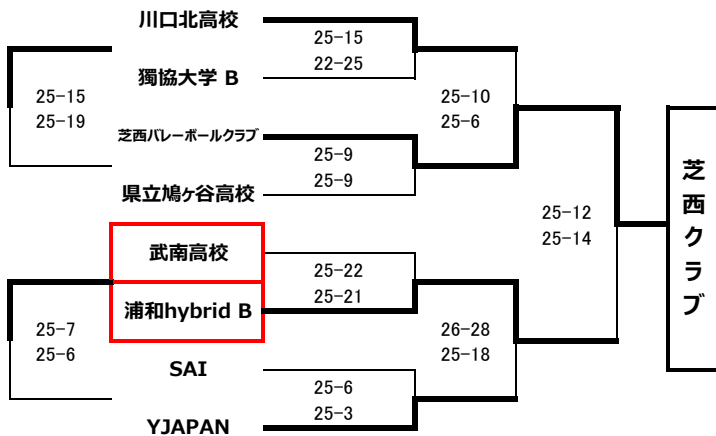 川口北高校
25-15
22-25
獨協大学 B
25-15
25-19
25-10
25-6
芝西バレーボールクラブ
25-9
25-9
県立鳩ヶ谷高校
25-12
25-14
芝西クラブ
武南高校
25-22
25-21
浦和hybrid B
25-7
25-6
26-28
25-18
SAI
25-6
25-3
YJAPAN